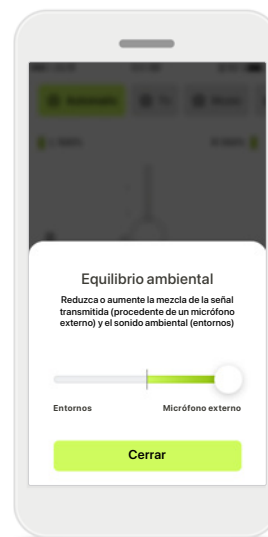 Equilibrio ambiental
Reduzca o aumente la mezcla de la señal
transmitida (procedente de un micrófono
externo) y el sonido ambiental (entornos)
Entornos
Micrófono externo
Cerrar